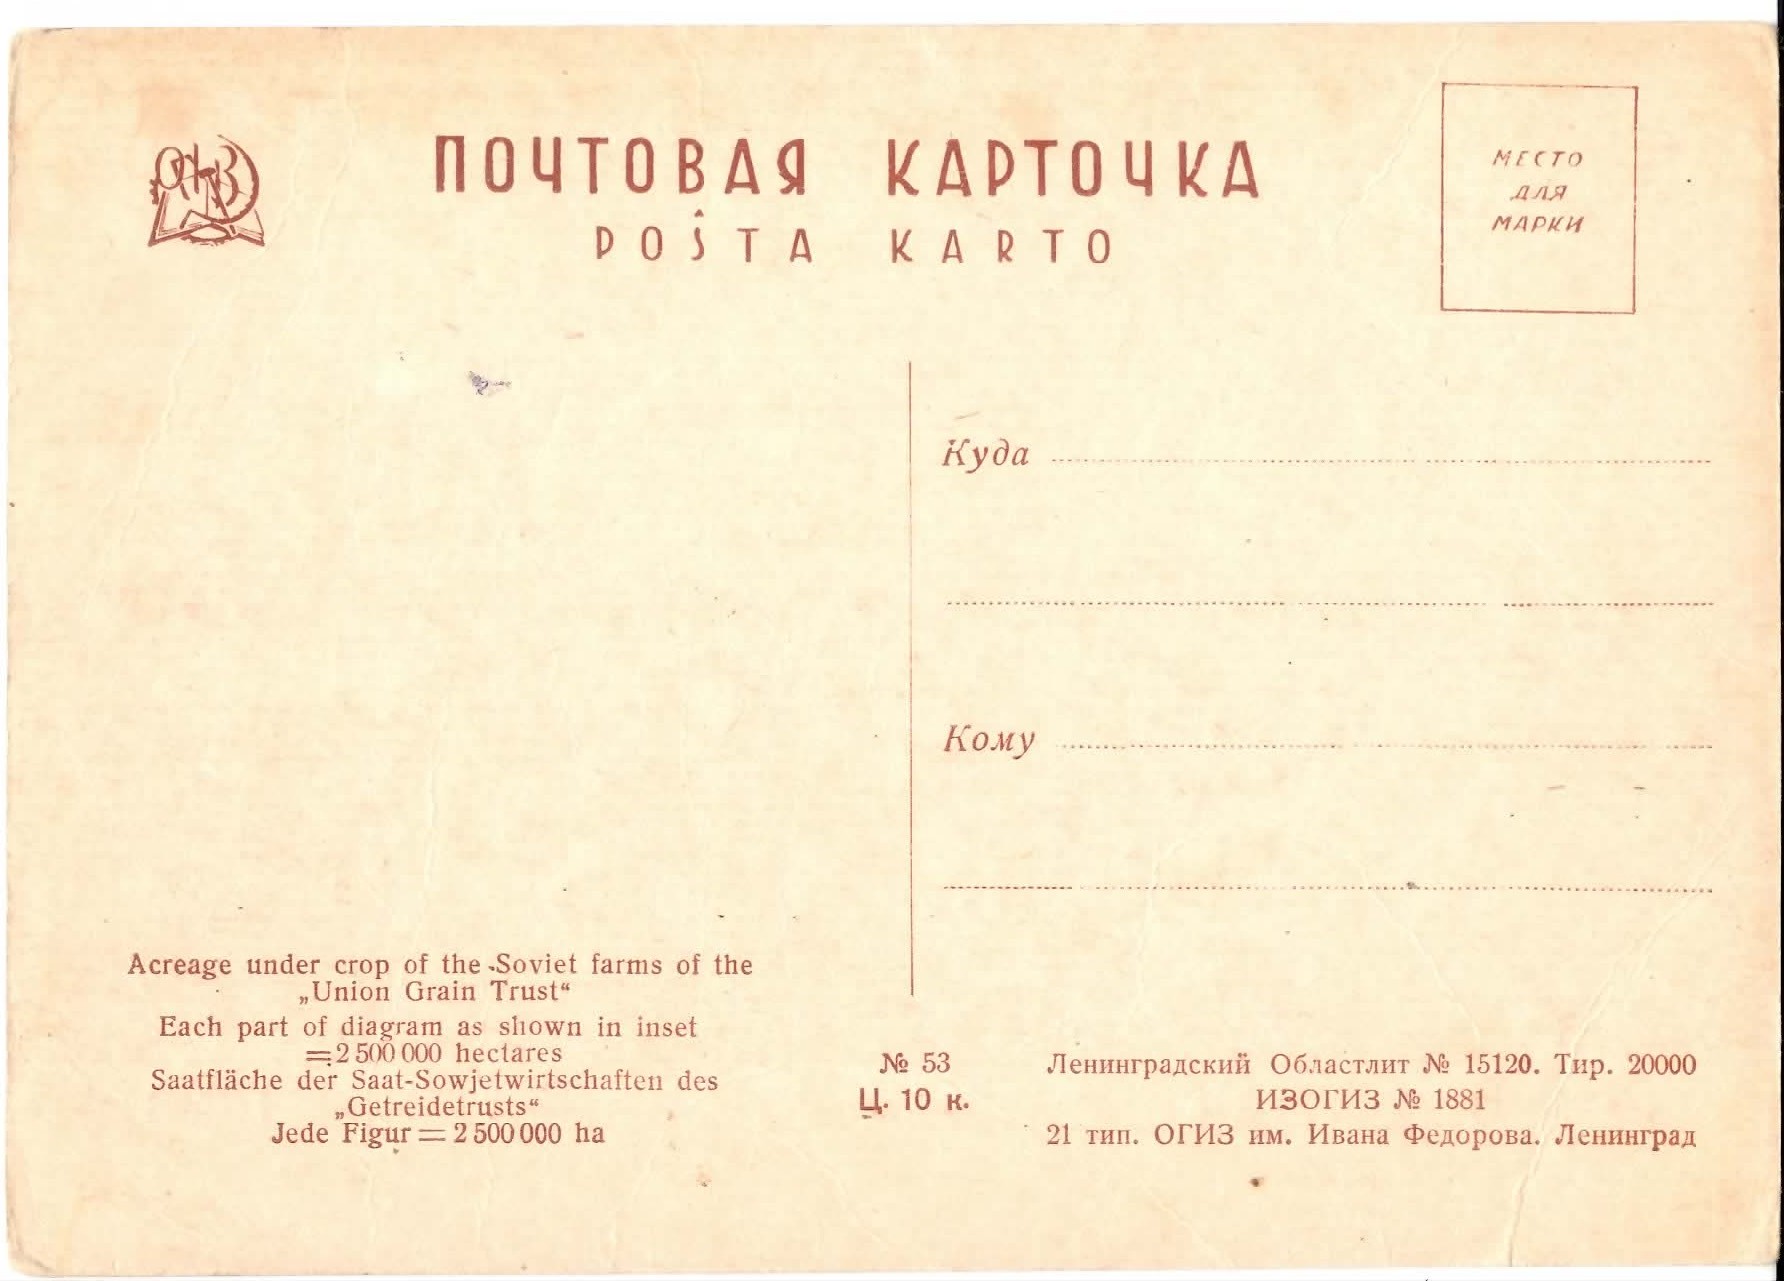 ПОЧТОВАЯ КАРТОЧКА
POŜTA KARTO
МЕСТО
ДЛЯ
МАРКИ
Куда
Кому
Acreage under crop of the Soviet farms of the
„Union Grain Trust“
Each part of diagram as shown in inset
= 2 500 000 hectares
Saatfläche der Saat-Sowjetwirtschaften des
„Getreidetrusts“
Jede Figur = 2 500 000 ha
№ 53
Ц. 10 к.
Ленинградский Областлит № 15120. Тир. 20000
ИЗОГИЗ № 1881
21 тип. ОГИЗ им. Ивана Федорова. Ленинград